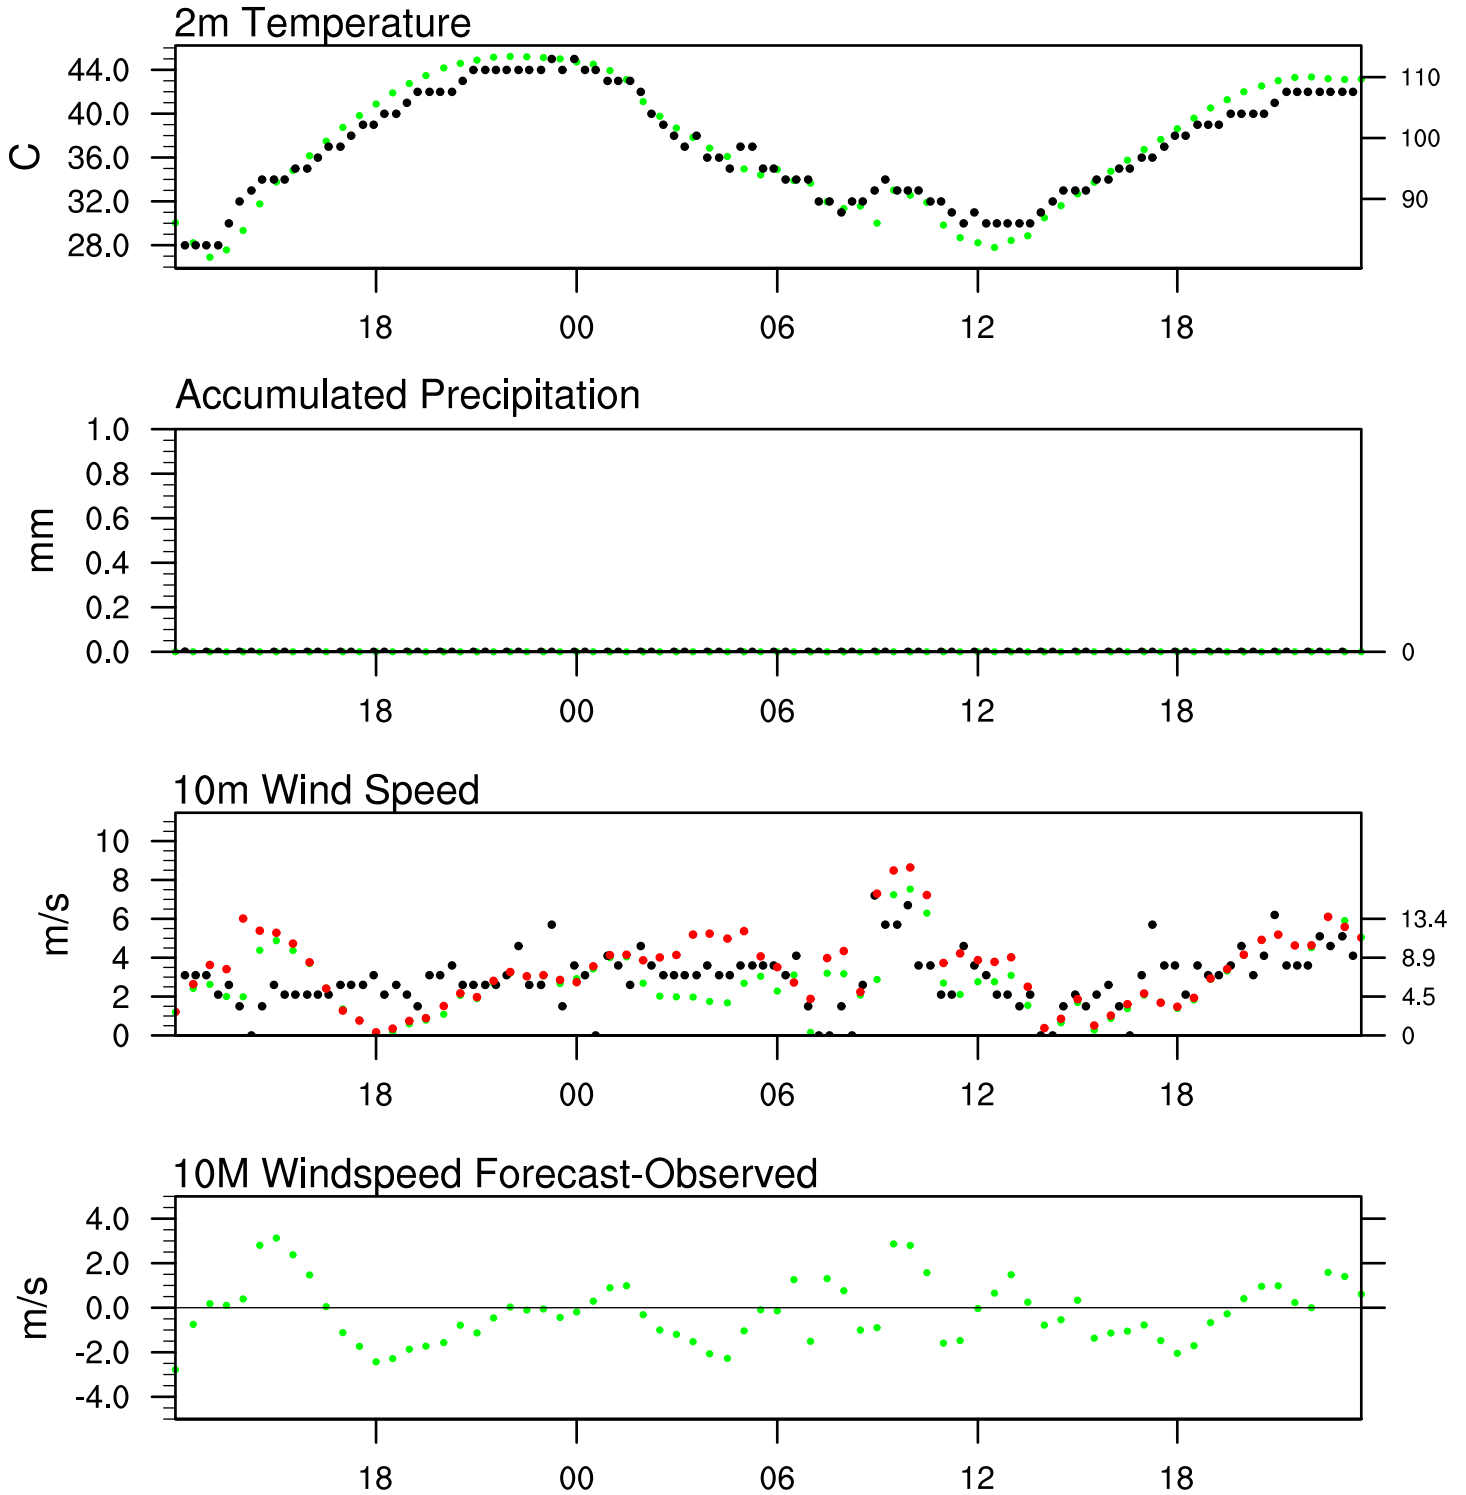 2m Temperature
44.0
40.0
36.0
32.0
28.0
C
110
100
90
18 00 06 12 18
Accumulated Precipitation
1.0
0.8
0.6
0.4
0.2
0.0
mm
0
18 00 06 12 18
10m Wind Speed
10
8
6
4
2
0
m/s
13.4
8.9
4.5
0
18 00 06 12 18
10M Windspeed Forecast-Observed
4.0
2.0
0.0
-2.0
-4.0
m/s
18 00 06 12 18